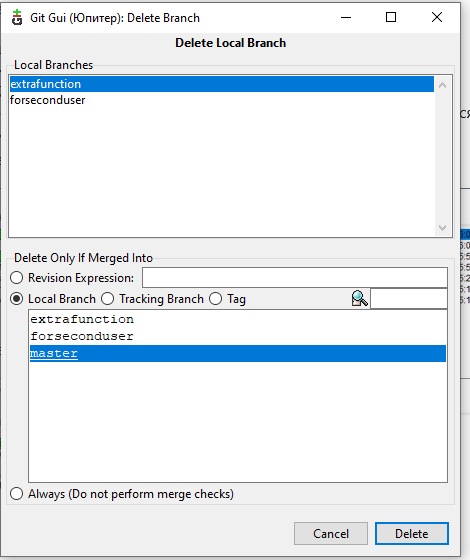 Git Gui (Юпитер): Delete Branch
Delete Local Branch
Local Branches
extrafunction
forseconduser
Delete Only If Merged Into
Revision Expression:
Local Branch Tracking Branch Tag
extrafunction
forseconduser
master
Always (Do not perform merge checks)
Cancel Delete